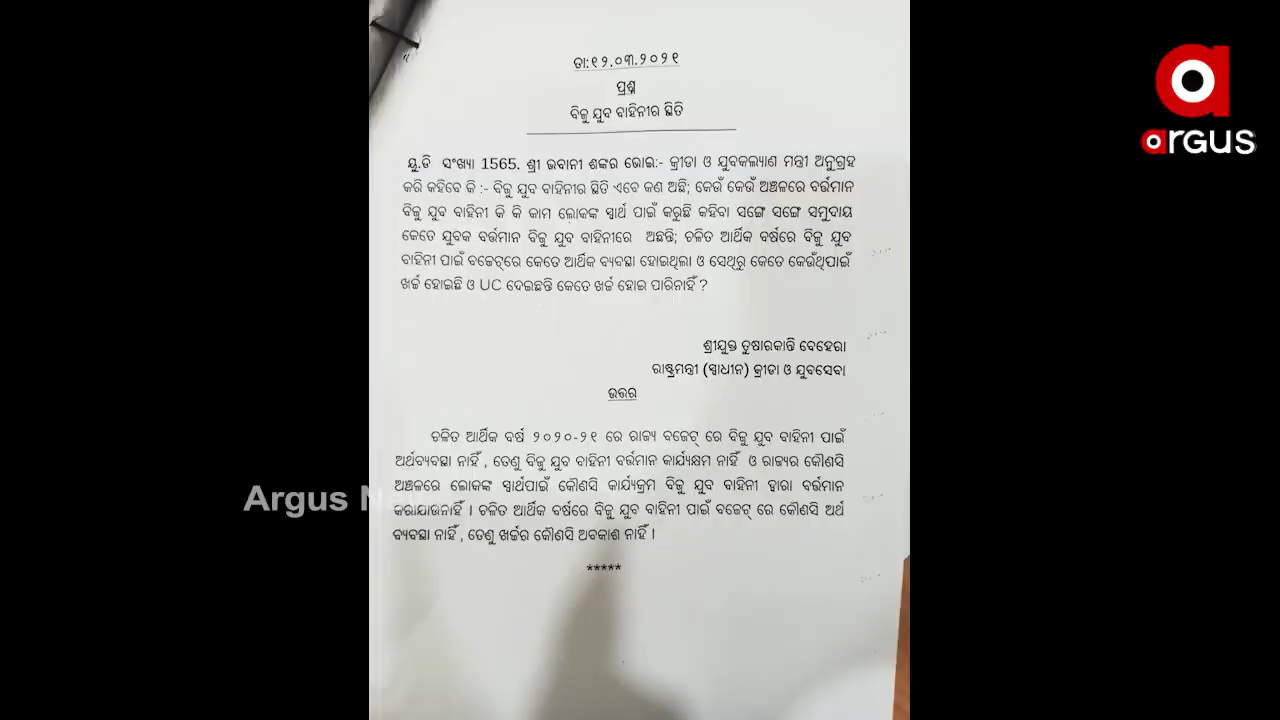 ତା:୧୨.୦୩.୨୦୨୧
ପ୍ରଶ୍ନ
ବିଜୁ ଯୁବ ବାହିନୀର ସ୍ଥିତି
ୟୁ.ଡି ସଂଖ୍ୟା 1565. ଶ୍ରୀ ଭବାନୀ ଶଙ୍କର ଭୋଇ:- କ୍ରୀଡା ଓ ଯୁବକଲ୍ୟାଣ ମନ୍ତ୍ରୀ ଅନୁଗ୍ରହ
କରି କହିବେ କି :- ବିଜୁ ଯୁବ ବାହିନୀର ସ୍ଥିତି ଏବେ କଣ ଅଛି; କେଉଁ କେଉଁ ଅଞ୍ଚଳରେ ବର୍ତ୍ତମାନ
ବିଜୁ ଯୁବ ବାହିନୀ କି କି କାମ ଲୋକଙ୍କ ସ୍ୱାର୍ଥ ପାଇଁ କରୁଛି କହିବା ସଙ୍ଗେ ସଙ୍ଗେ ସମୁଦାୟ
କେତେ ଯୁବକ ବର୍ତ୍ତମାନ ବିଜୁ ଯୁବ ବାହିନୀରେ ଅଛନ୍ତି; ଚଳିତ ଆର୍ଥିକ ବର୍ଷରେ ବିଜୁ ଯୁବ
ବାହିନୀ ପାଇଁ ବଜେଟ୍‌ରେ କେତେ ଆର୍ଥିକ ବ୍ୟବସ୍ଥା ହୋଇଥିଲା ଓ ସେଥିରୁ କେତେ କେଉଁଥିପାଇଁ
ଖର୍ଚ୍ଚ ହୋଇଛି ଓ UC ଦେଇଛନ୍ତି କେତେ ଖର୍ଚ୍ଚ ହୋଇ ପାରିନାହିଁ ?
ଶ୍ରୀଯୁକ୍ତ ତୁଷାରକାନ୍ତି ବେହେରା
ରାଷ୍ଟ୍ରମନ୍ତ୍ରୀ (ସ୍ୱାଧୀନ) କ୍ରୀଡା ଓ ଯୁବସେବା
ଉତ୍ତର
ଚଳିତ ଆର୍ଥିକ ବର୍ଷ ୨୦୨୦-୨୧ ରେ ରାଜ୍ୟ ବଜେଟ୍ ରେ ବିଜୁ ଯୁବ ବାହିନୀ ପାଇଁ
ଅର୍ଥବ୍ୟବସ୍ଥା ନାହିଁ , ତେଣୁ ବିଜୁ ଯୁବ ବାହିନୀ ବର୍ତ୍ତମାନ କାର୍ଯ୍ୟକ୍ଷମ ନାହିଁ ଓ ରାଜ୍ୟର କୌଣସି
ଅଞ୍ଚଳରେ ଲୋକଙ୍କ ସ୍ୱାର୍ଥପାଇଁ କୌଣସି କାର୍ଯ୍ୟକ୍ରମ ବିଜୁ ଯୁବ ବାହିନୀ ଦ୍ୱାରା ବର୍ତ୍ତମାନ
କରାଯାଉନାହିଁ । ଚଳିତ ଆର୍ଥିକ ବର୍ଷରେ ବିଜୁ ଯୁବ ବାହିନୀ ପାଇଁ ବଜେଟ୍ ରେ କୌଣସି ଅର୍ଥ
ବ୍ୟବସ୍ଥା ନାହିଁ , ତେଣୁ ଖର୍ଚ୍ଚର କୌଣସି ଅବକାଶ ନାହିଁ ।
*****
argus
Argus